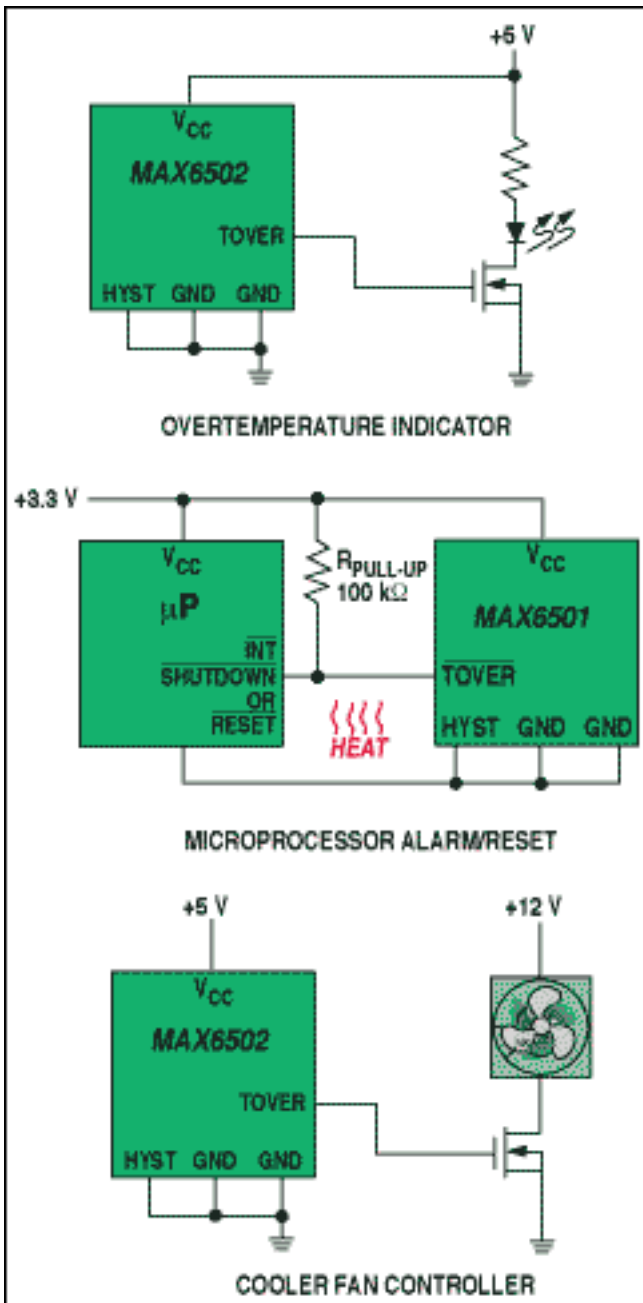 +5 V
VCC
MAX6502
TOVER
HYST GND GND
OVERTEMPERATURE INDICATOR
+3.3 V
VCC
μP
INT
SHUTDOWN
OR
RESET
RPULL-UP
100 kΩ
HEAT
VCC
MAX6501
TOVER
HYST GND GND
MICROPROCESSOR ALARM/RESET
+5 V
+12 V
VCC
MAX6502
TOVER
HYST GND GND
COOLER FAN CONTROLLER